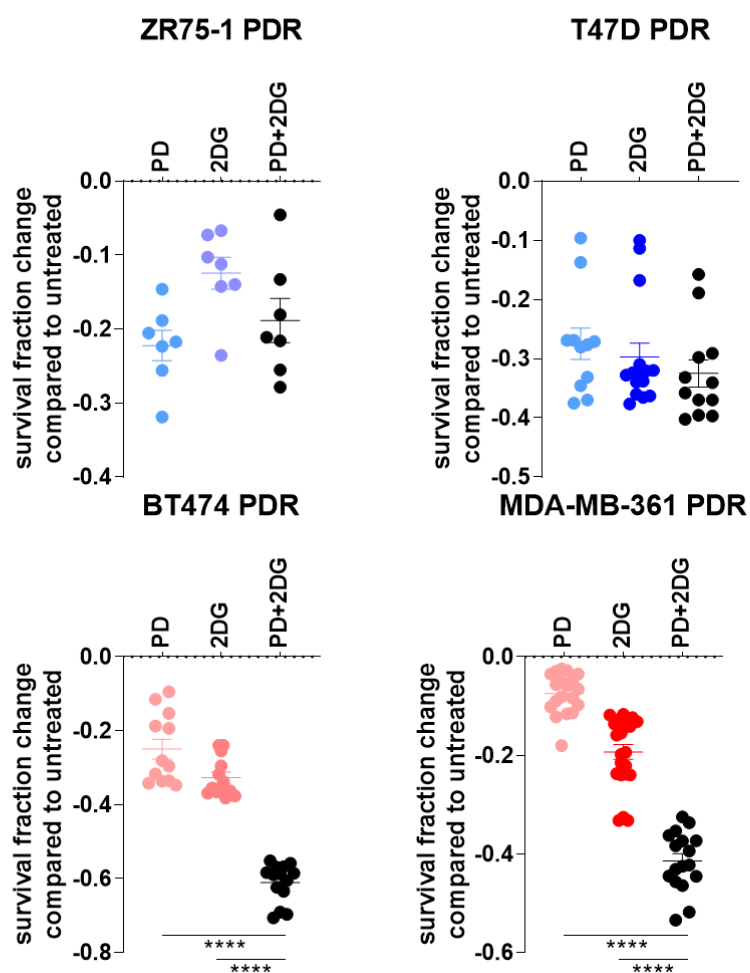 ZR75-1 PDR
PD
2DG
PD+2DG
survival fraction change
compared to untreated
0.0
-0.1
-0.2
-0.3
-0.4
T47D PDR
PD
2DG
PD+2DG
survival fraction change
compared to untreated
0.0
-0.1
-0.2
-0.3
-0.4
-0.5
BT474 PDR
PD
2DG
PD+2DG
survival fraction change
compared to untreated
0.0
-0.2
-0.4
-0.6
-0.8
****
****
MDA-MB-361 PDR
PD
2DG
PD+2DG
survival fraction change
compared to untreated
0.0
-0.2
-0.4
-0.6
****
****